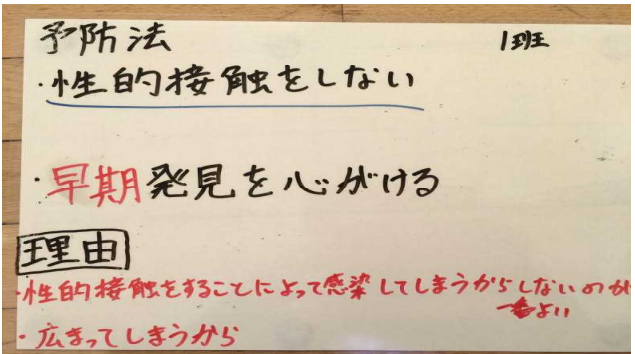 予防法 1班
・性的接触をしない
・早期発見を心がける
理由
・性的接触をすることによって感染してしまうからしないのが
よい
・広まってしまうから